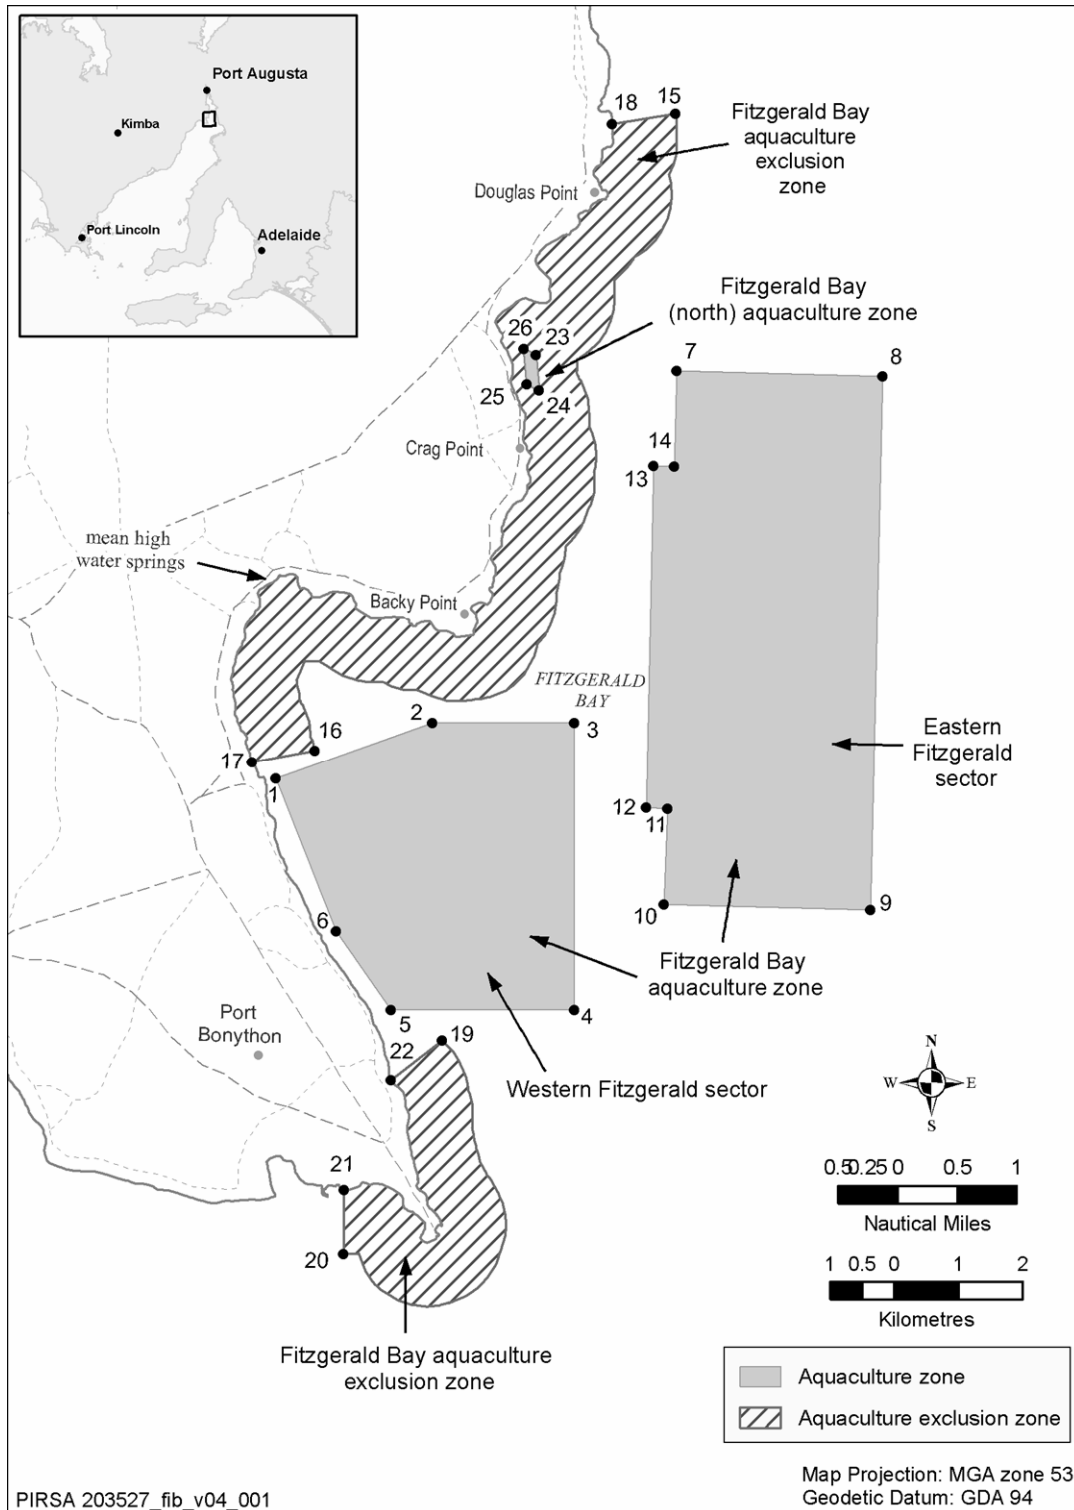 Port Augusta
Kimba
Port Lincoln
Adelaide
18
15
Fitzgerald Bay
aquaculture
exclusion
zone
Douglas Point
Fitzgerald Bay
(north) aquaculture zone
26
23
25
24
7
8
Crag Point
14
13
mean high
water springs
Backy Point
FITZGERALD
BAY
2
3
16
17
1
Eastern
Fitzgerald
sector
12
11
6
10
9
Fitzgerald Bay
aquaculture zone
Port
Bonython
5
4
19
22
Western Fitzgerald sector
N
W
E
S
21
20
0.5
0.25
0
0.5
1
Nautical Miles
1
0.5
0
1
2
Kilometres
Fitzgerald Bay aquaculture
exclusion zone
Aquaculture zone
Aquaculture exclusion zone
PIRSA 203527_fib_v04_001
Map Projection: MGA zone 53
Geodetic Datum: GDA 94